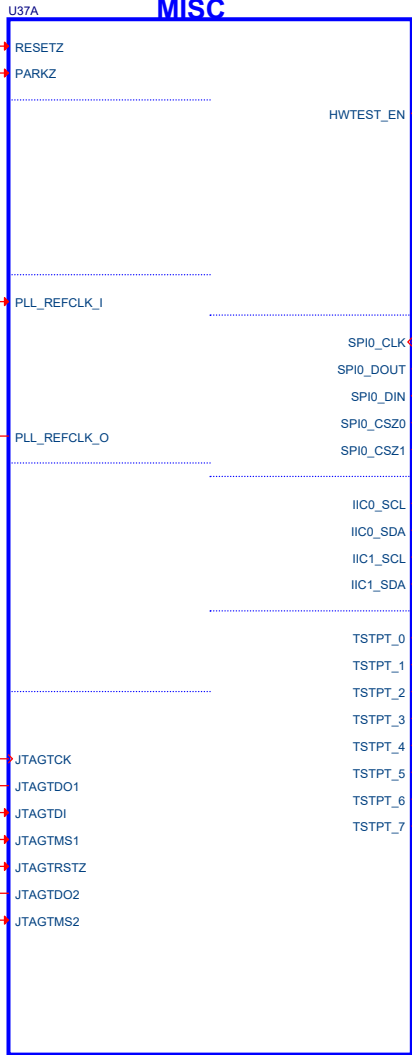 U37A
MISC
RESETZ
PARKZ
HWTEST_EN
PLL_REFCLK_I
SPI0_CLK
SPI0_DOUT
SPI0_DIN
SPI0_CSZ0
PLL_REFCLK_O
SPI0_CSZ1
IIC0_SCL
IIC0_SDA
IIC1_SCL
IIC1_SDA
TSTPT_0
TSTPT_1
TSTPT_2
TSTPT_3
TSTPT_4
JTAGTCK
TSTPT_5
JTAGTDO1
TSTPT_6
JTAGTDI
TSTPT_7
JTAGTMS1
JTAGTRSTZ
JTAGTDO2
JTAGTMS2